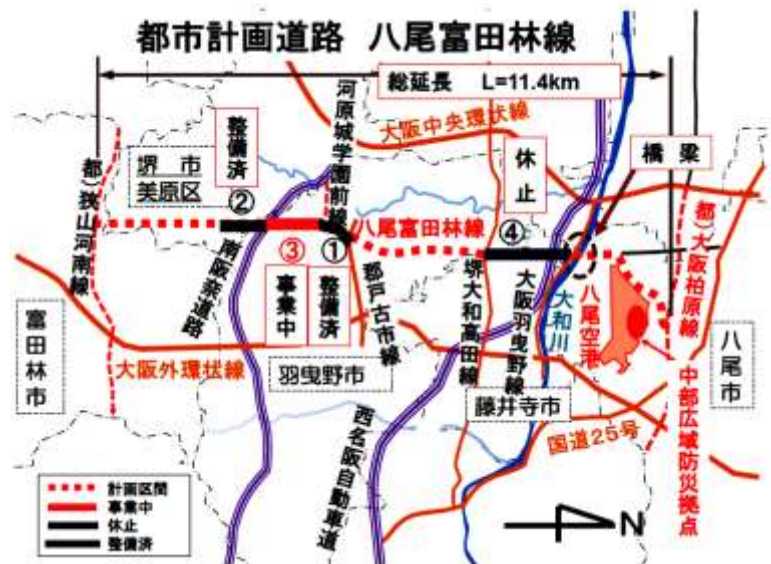 都市計画道路 八尾富田林線
総延長 L=11.4km
大阪中央環状線
河原城学園前線
整備済
②
堺 市
美原区
都)狭山河南線
休止
橋 梁
八尾富田林線
④
③
①
南阪奈道路
事業中
整備済
郡戸古市線
堺大和高田線
大阪羽曳野線
大和川
八尾空港
都)大阪柏原線
富田林市
大阪外環状線
羽曳野市
西名阪自動車道
藤井寺市
国道25号
八尾市
中部広域防災拠点
計画区間
事業中
休止
整備済
N